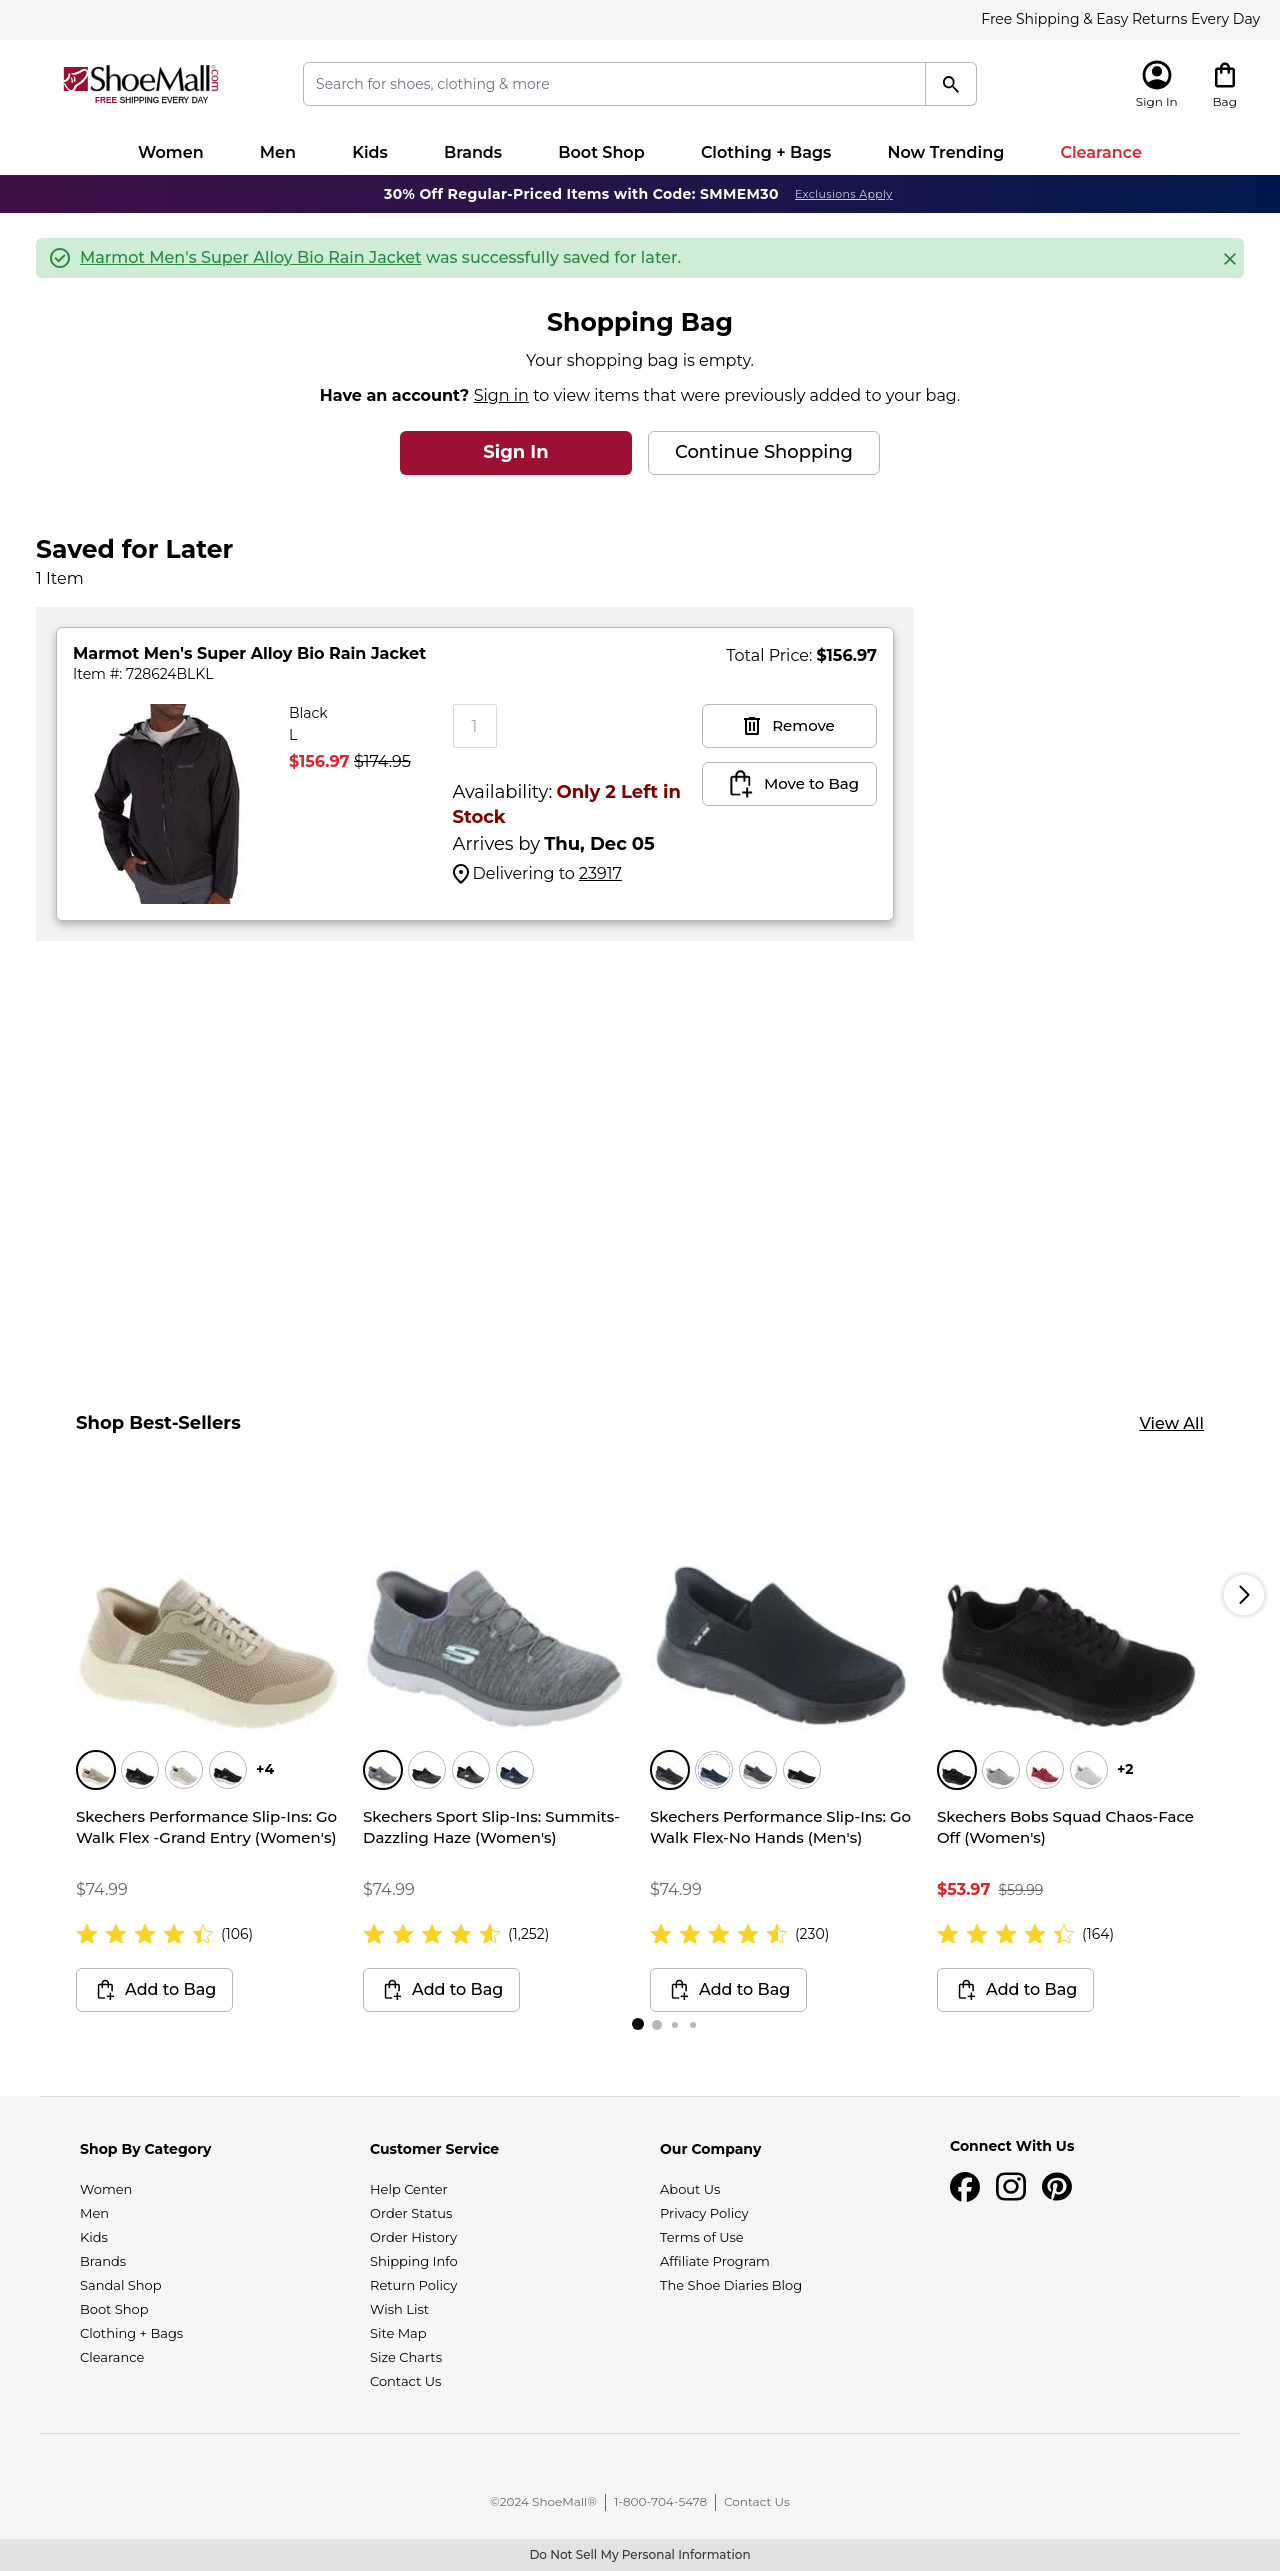 Free Shipping & Easy Returns Every Day
ShoeMall.com
FREE SHIPPING EVERY DAY
Search for shoes, clothing & more
Sign In
Bag
Women Men Kids Brands Boot Shop Clothing + Bags Now Trending Clearance
30% Off Regular-Priced Items with Code: SMMEM30 Exclusions Apply
Marmot Men's Super Alloy Bio Rain Jacket was successfully saved for later.
Shopping Bag
Your shopping bag is empty.
Have an account? Sign in to view items that were previously added to your bag.
Sign In Continue Shopping
Saved for Later
1 Item
Marmot Men's Super Alloy Bio Rain Jacket
Item #: 728624BLKL
Total Price: $156.97
Black
L
$156.97 $174.95
1
Availability: Only 2 Left in
Stock
Arrives by Thu, Dec 05
Delivering to 23917
Remove
Move to Bag
Shop Best-Sellers View All
+4
+2
Skechers Performance Slip-Ins: Go
Walk Flex -Grand Entry (Women's)
$74.99
(106)
Add to Bag
Skechers Sport Slip-Ins: Summits-
Dazzling Haze (Women's)
$74.99
(1,252)
Add to Bag
Skechers Performance Slip-Ins: Go
Walk Flex-No Hands (Men's)
$74.99
(230)
Add to Bag
Skechers Bobs Squad Chaos-Face
Off (Women's)
$53.97 $59.99
(164)
Add to Bag
Shop By Category
Women
Men
Kids
Brands
Sandal Shop
Boot Shop
Clothing + Bags
Clearance
Customer Service
Help Center
Order Status
Order History
Shipping Info
Return Policy
Wish List
Site Map
Size Charts
Contact Us
Our Company
About Us
Privacy Policy
Terms of Use
Affiliate Program
The Shoe Diaries Blog
Connect With Us
©2024 ShoeMall® 1-800-704-5478 Contact Us
Do Not Sell My Personal Information